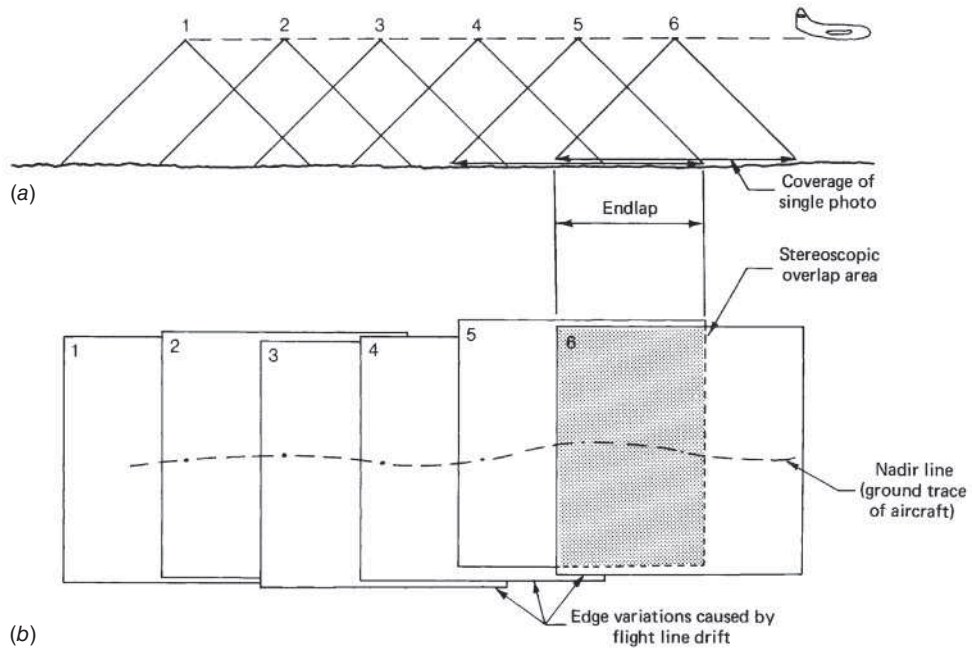 1 2 3 4 5 6
(a)
Coverage of
single photo
Endlap
Stereoscopic
overlap area
1 2 3 4 5 6
Nadir line
(ground trace
of aircraft)
Edge variations caused by
flight line drift
(b)